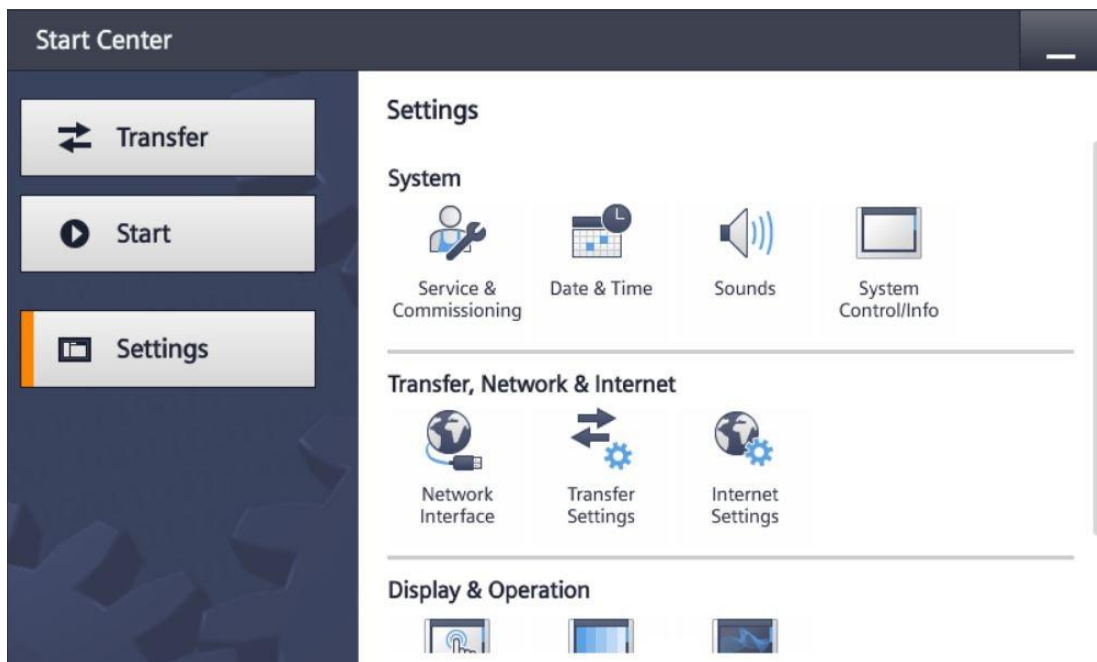 Start Center
Transfer
Start
Settings
Settings
System
Service &
Commissioning
Date & Time
Sounds
System
Control/Info
Transfer, Network & Internet
Network
Interface
Transfer
Settings
Internet
Settings
Display & Operation